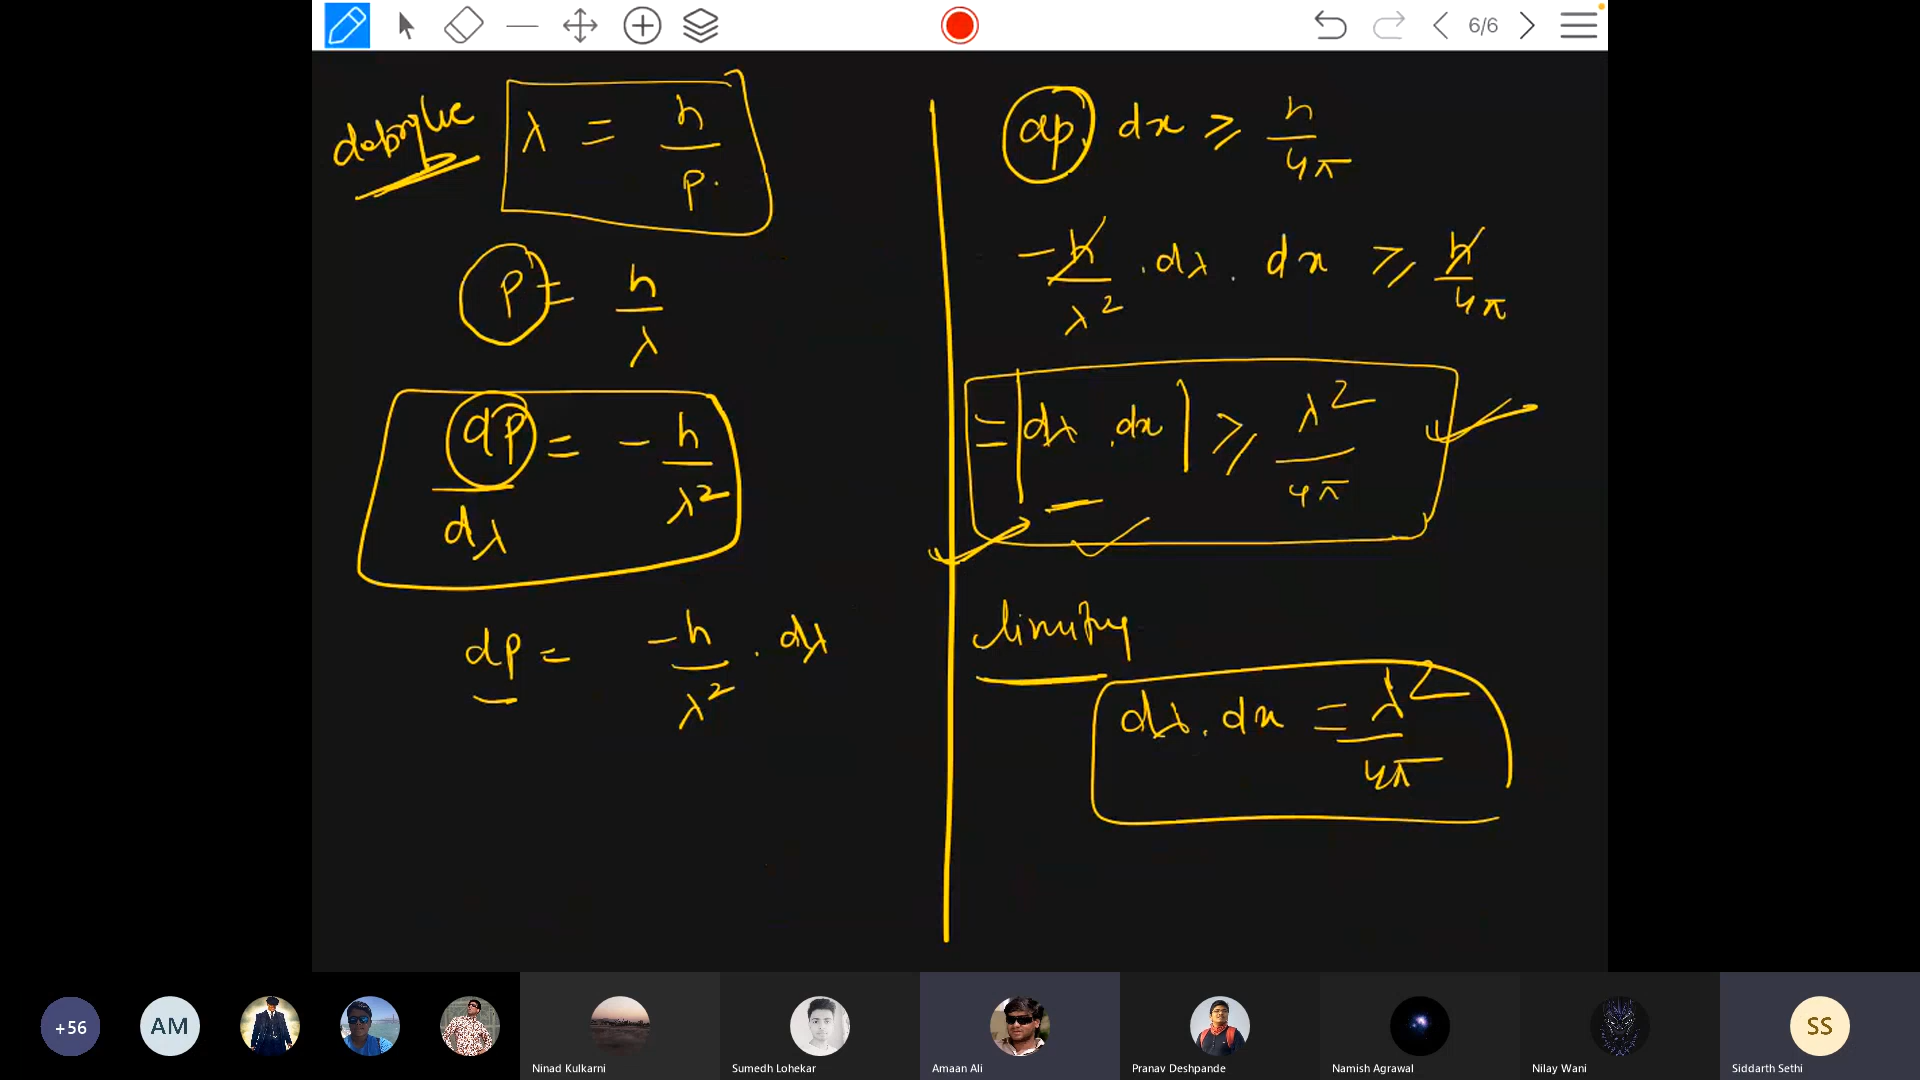 6/6
debroglie λ = h/p.
p = h/λ
dp/dλ = - h/λ²
dp = -h/λ² . dλ
dp. dx ≥ h/4π
- h/λ² . dλ . dx ≥ h/4π
= |dλ . dx| ≥ λ²/4π
limiting
dλ . dx = λ²/4π
+56
AM
SS
Ninad Kulkarni
Sumedh Lohekar
Amaan Ali
Pranav Deshpande
Namish Agrawal
Nilay Wani
Siddarth Sethi